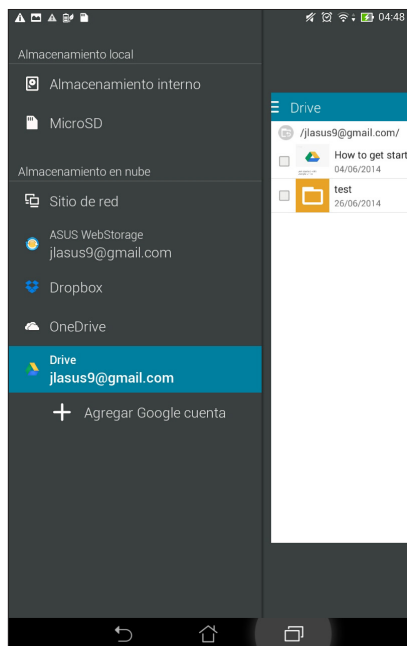 04:48
Almacenamiento local
Almacenamiento interno
MicroSD
Almacenamiento en nube
Sitio de red
ASUS WebStorage
jlasus9@gmail.com
Dropbox
OneDrive
Drive
jlasus9@gmail.com
Agregar Google cuenta
Drive
/jlasus9@gmail.com/
How to get start
04/06/2014
test
26/06/2014